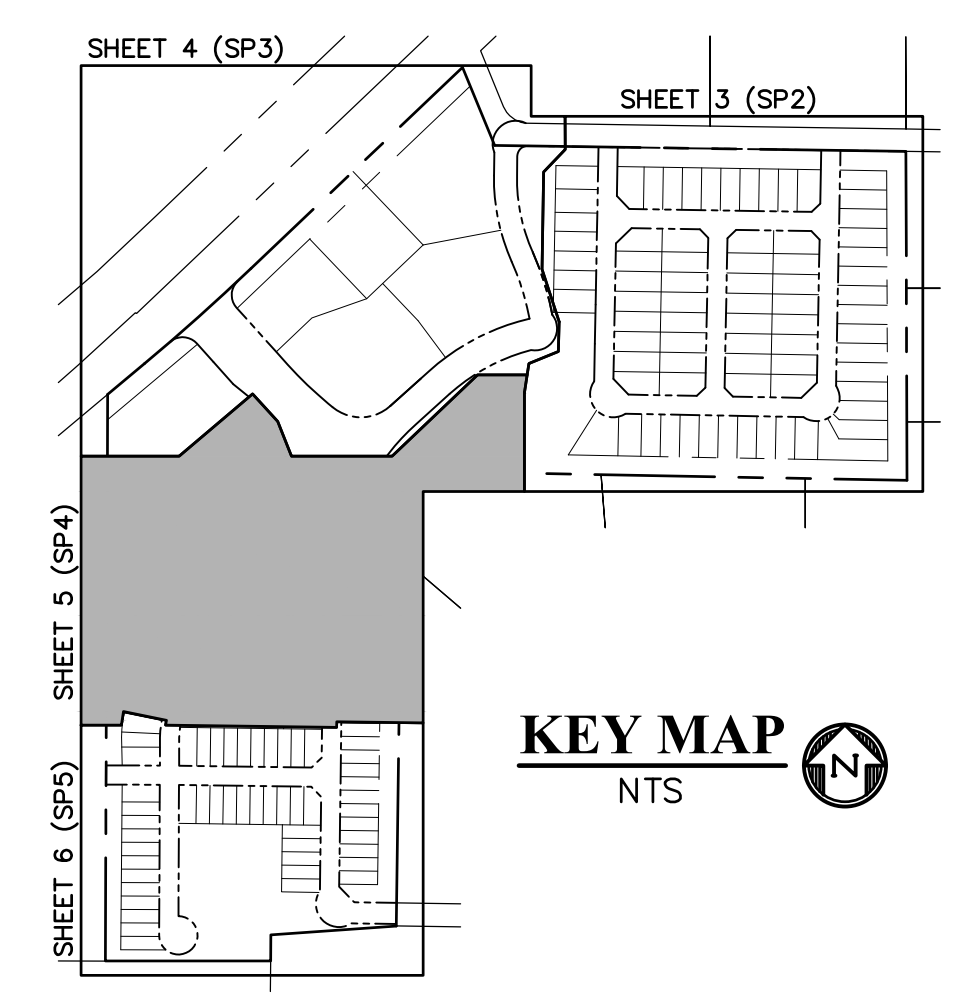 SHEET 4 (SP3)
SHEET 3 (SP2)
SHEET 5 (SP4)
SHEET 6 (SP5)
KEY MAP
NTS
N